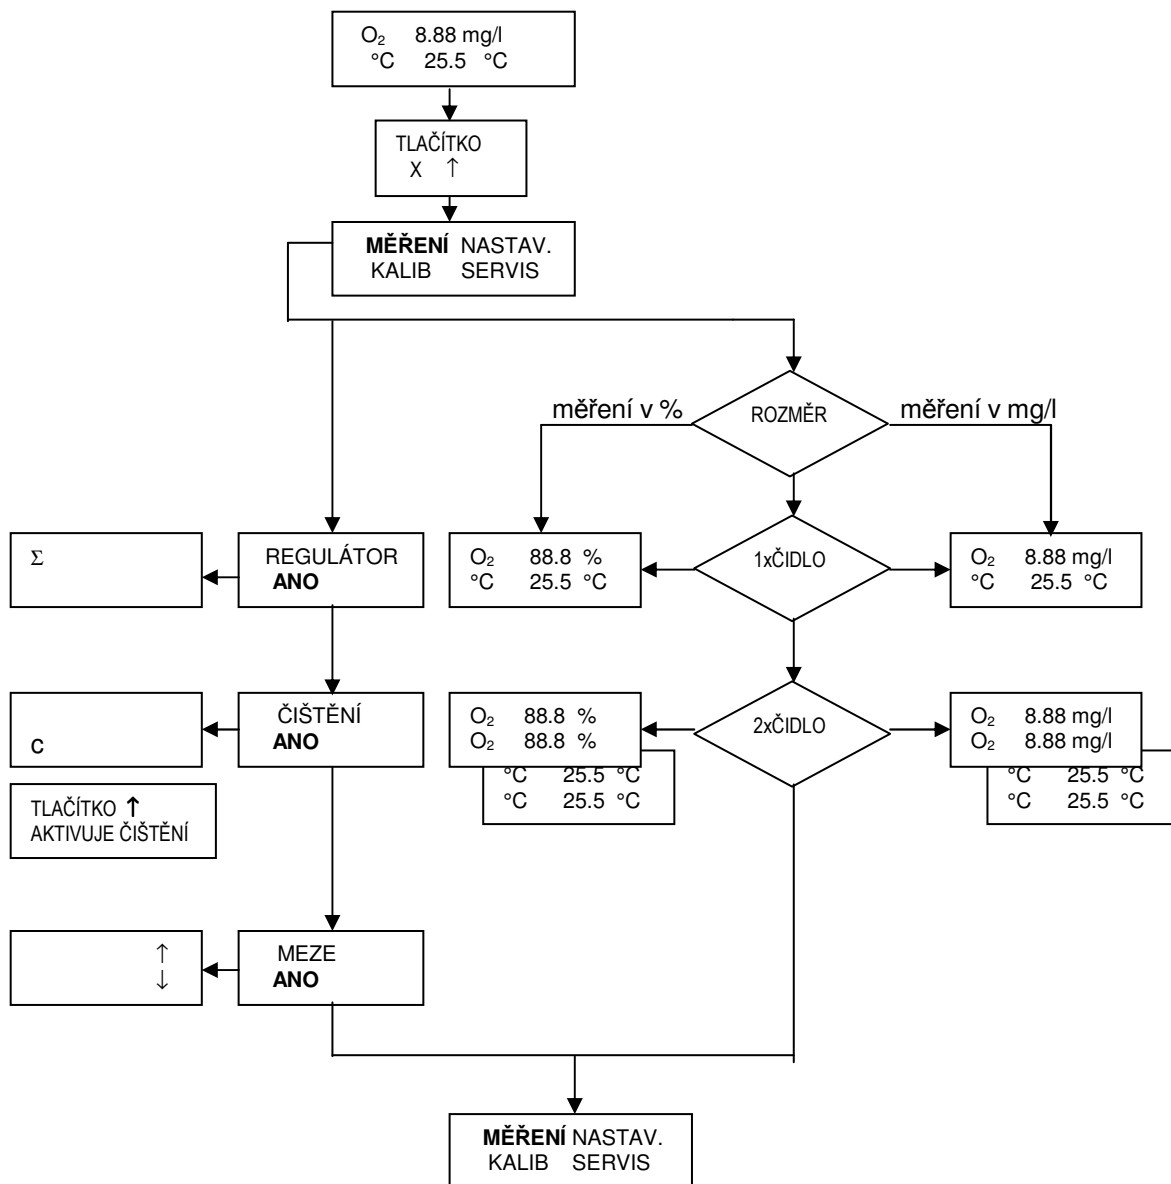 O₂ 8.88 mg/l
°C 25.5 °C
TLAČÍTKO
X ↑
MĚŘENÍ NASTAV.
KALIB SERVIS
měření v %
ROZMĚR
měření v mg/l
Σ
REGULÁTOR
ANO
O₂ 88.8 %
°C 25.5 °C
1xČIDLO
O₂ 8.88 mg/l
°C 25.5 °C
c
ČIŠTĚNÍ
ANO
O₂ 88.8 %
O₂ 88.8 %
°C 25.5 °C
°C 25.5 °C
2xČIDLO
O₂ 8.88 mg/l
O₂ 8.88 mg/l
°C 25.5 °C
°C 25.5 °C
TLAČÍTKO ↑
AKTIVUJE ČIŠTĚNÍ
↑
↓
MEZE
ANO
MĚŘENÍ NASTAV.
KALIB SERVIS